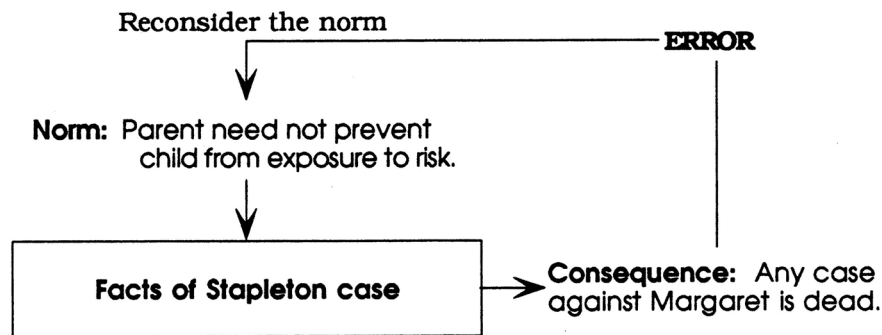 Reconsider the norm
ERROR
Norm: Parent need not prevent
child from exposure to risk.
Facts of Stapleton case
Consequence: Any case
against Margaret is dead.